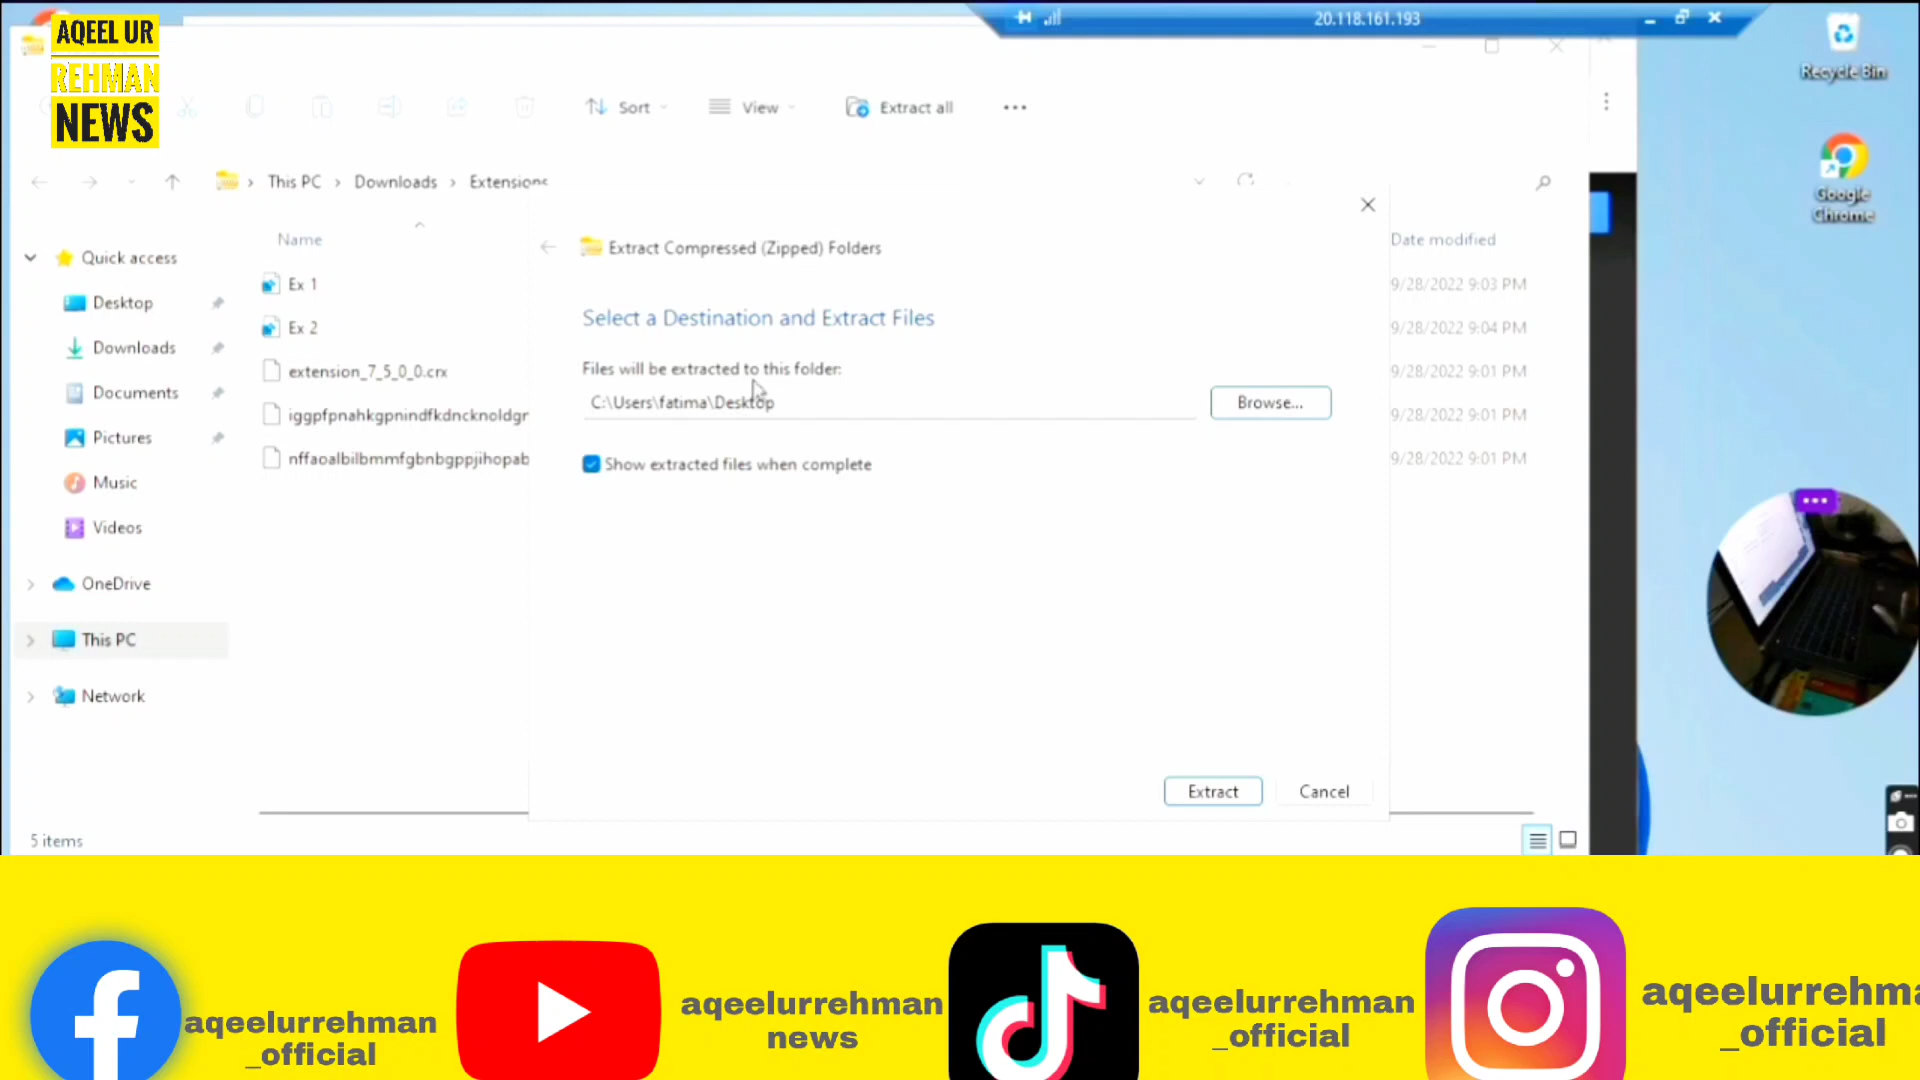 AQEEL UR
REHMAN
NEWS
20.118.161.193
Recycle Bin
Sort
View
Extract all
This PC
Downloads
Extensions
Google
Chrome
Name
Date modified
Quick access
Desktop
Downloads
Documents
Pictures
Music
Videos
OneDrive
This PC
Network
Ex 1
9/28/2022 9:03 PM
Ex 2
9/28/2022 9:04 PM
extension_7_5_0_0.crx
9/28/2022 9:01 PM
iggpfpnahkgpnindfkdncknoldgr
9/28/2022 9:01 PM
nffaoalbilbmmfgbnbgppjihopab
9/28/2022 9:01 PM
Extract Compressed (Zipped) Folders
Select a Destination and Extract Files
Files will be extracted to this folder:
C:\Users\fatima\Desktop
Browse...
Show extracted files when complete
Extract
Cancel
5 items
aqeelurrehman
_official
aqeelurrehman
news
aqeelurrehman
_official
aqeelurrehma
_official